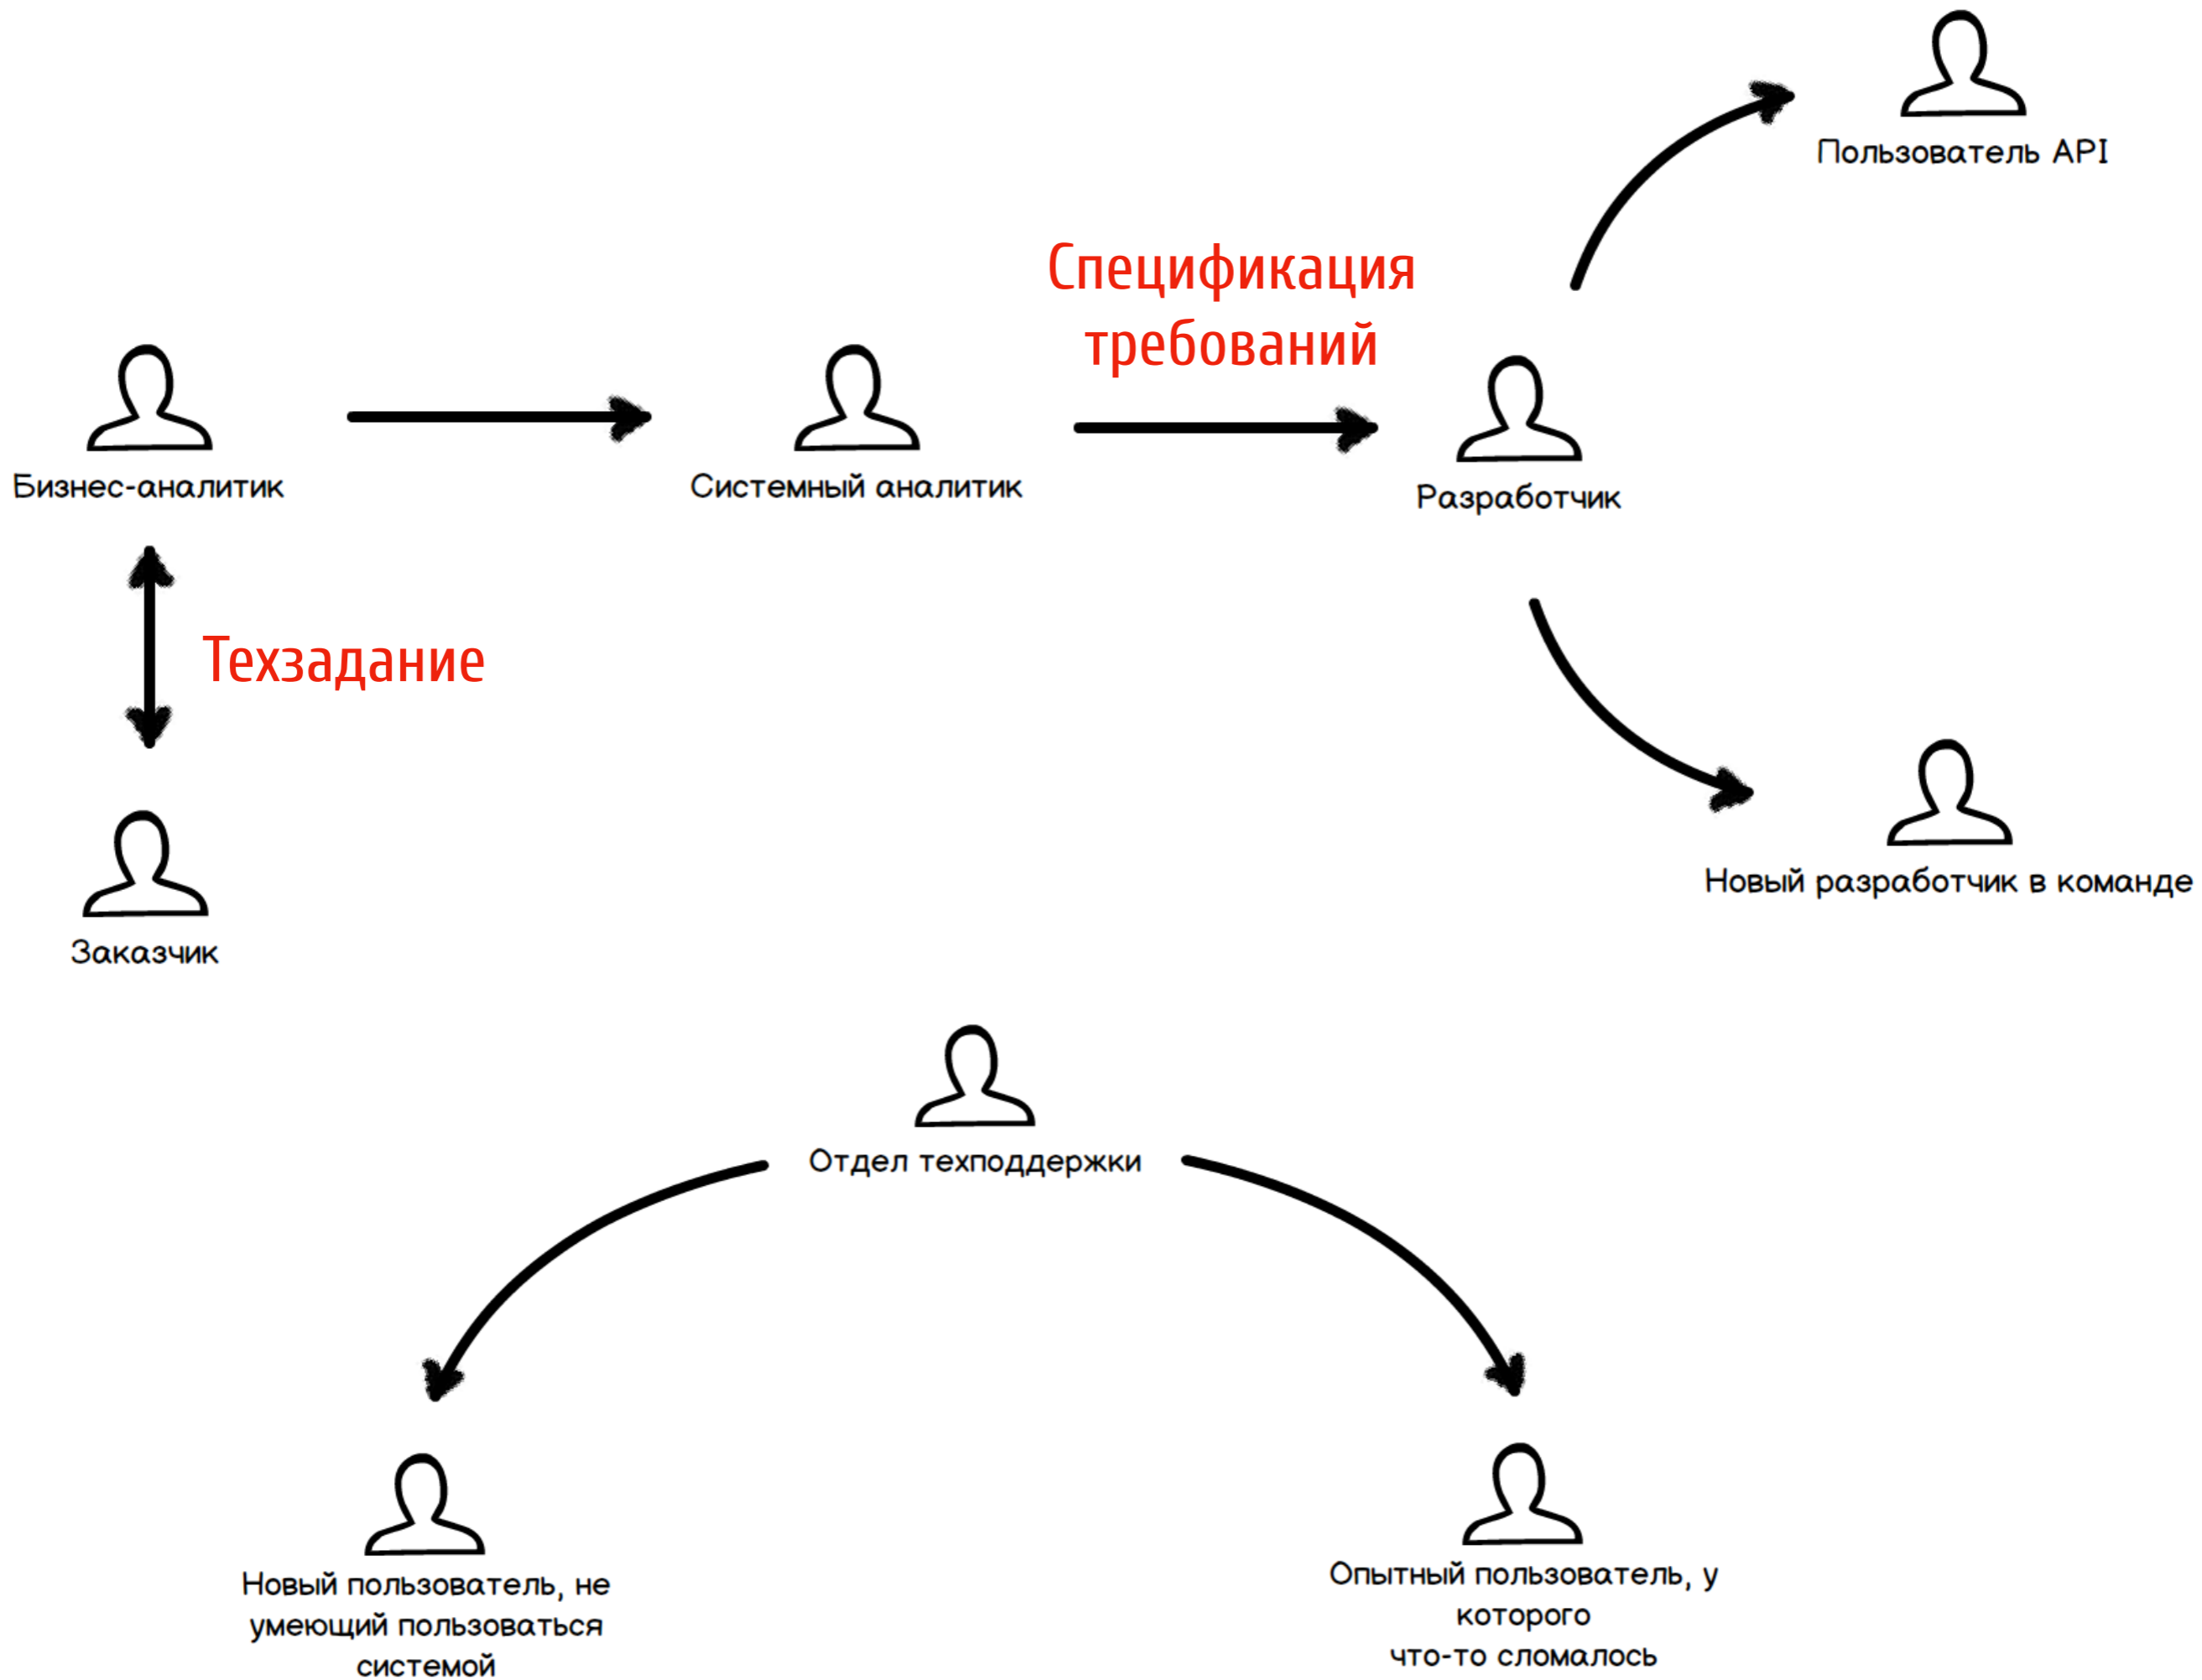 Пользователь API
Спецификация
требований
Бизнес-аналитик
Системный аналитик
Разработчик
Техзадание
Новый разработчик в команде
Заказчик
Отдел техподдержки
Новый пользователь, не
умеющий пользоваться
системой
Опытный пользователь, у
которого
что-то сломалось